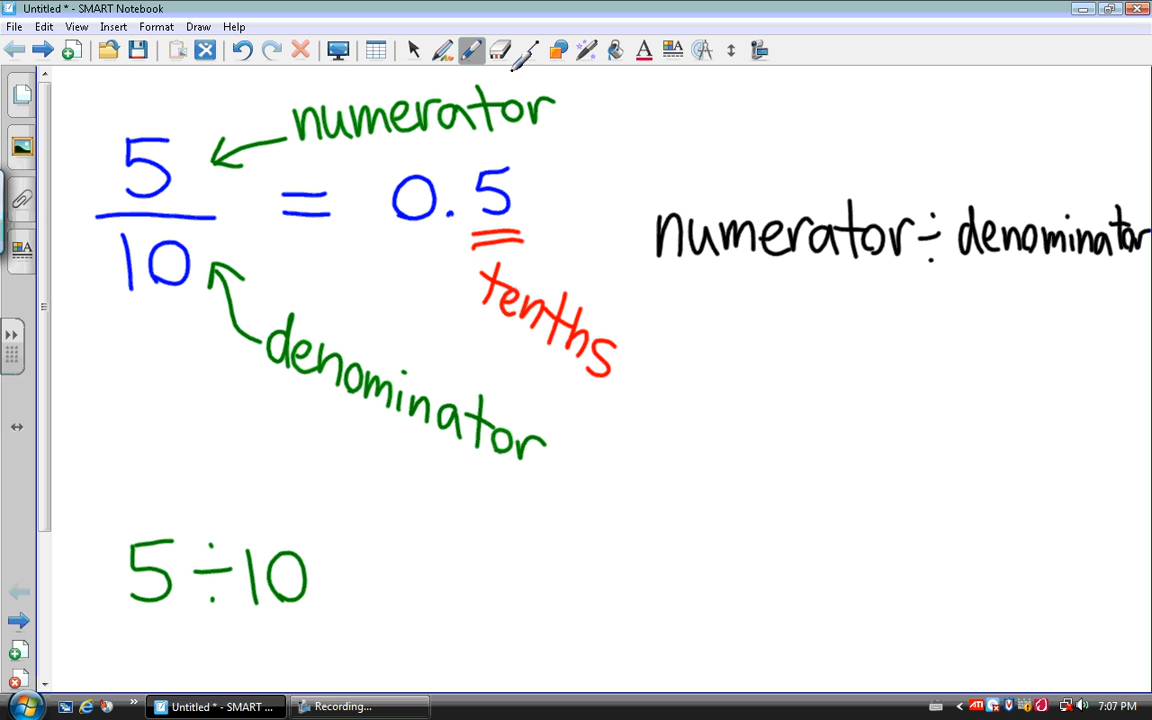 Untitled * - SMART Notebook
File Edit View Insert Format Draw Help
numerator
5
10
= 0.5
numerator ÷ denominator
tenths
denominator
5 ÷ 10
Untitled * - SMART ...
Recording...
7:07 PM